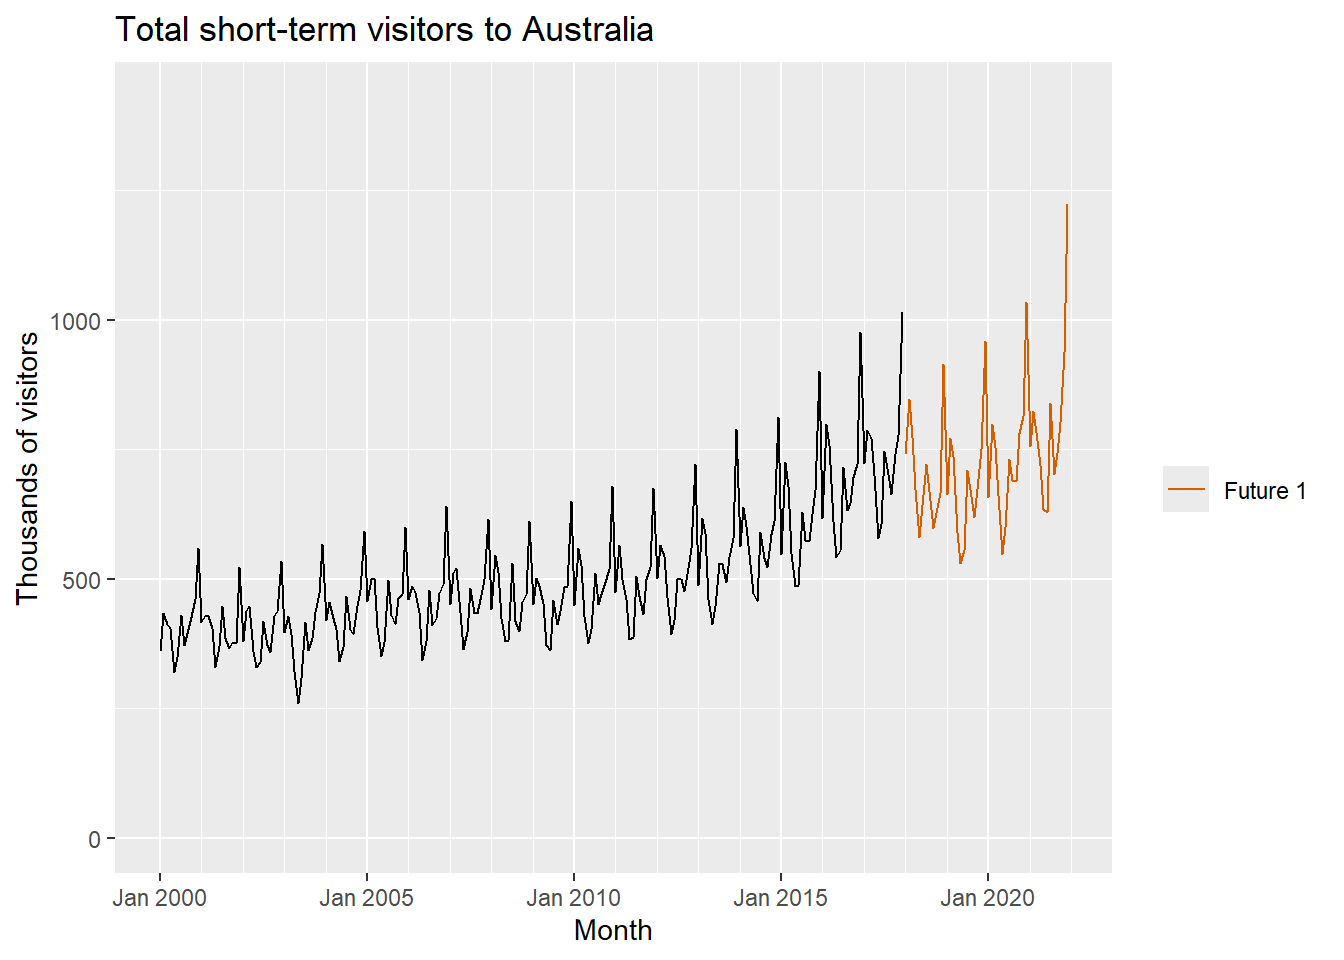 Total short-term visitors to Australia
Thousands of visitors
1000
500
0
Jan 2000
Jan 2005
Jan 2010
Jan 2015
Jan 2020
Month
Future 1